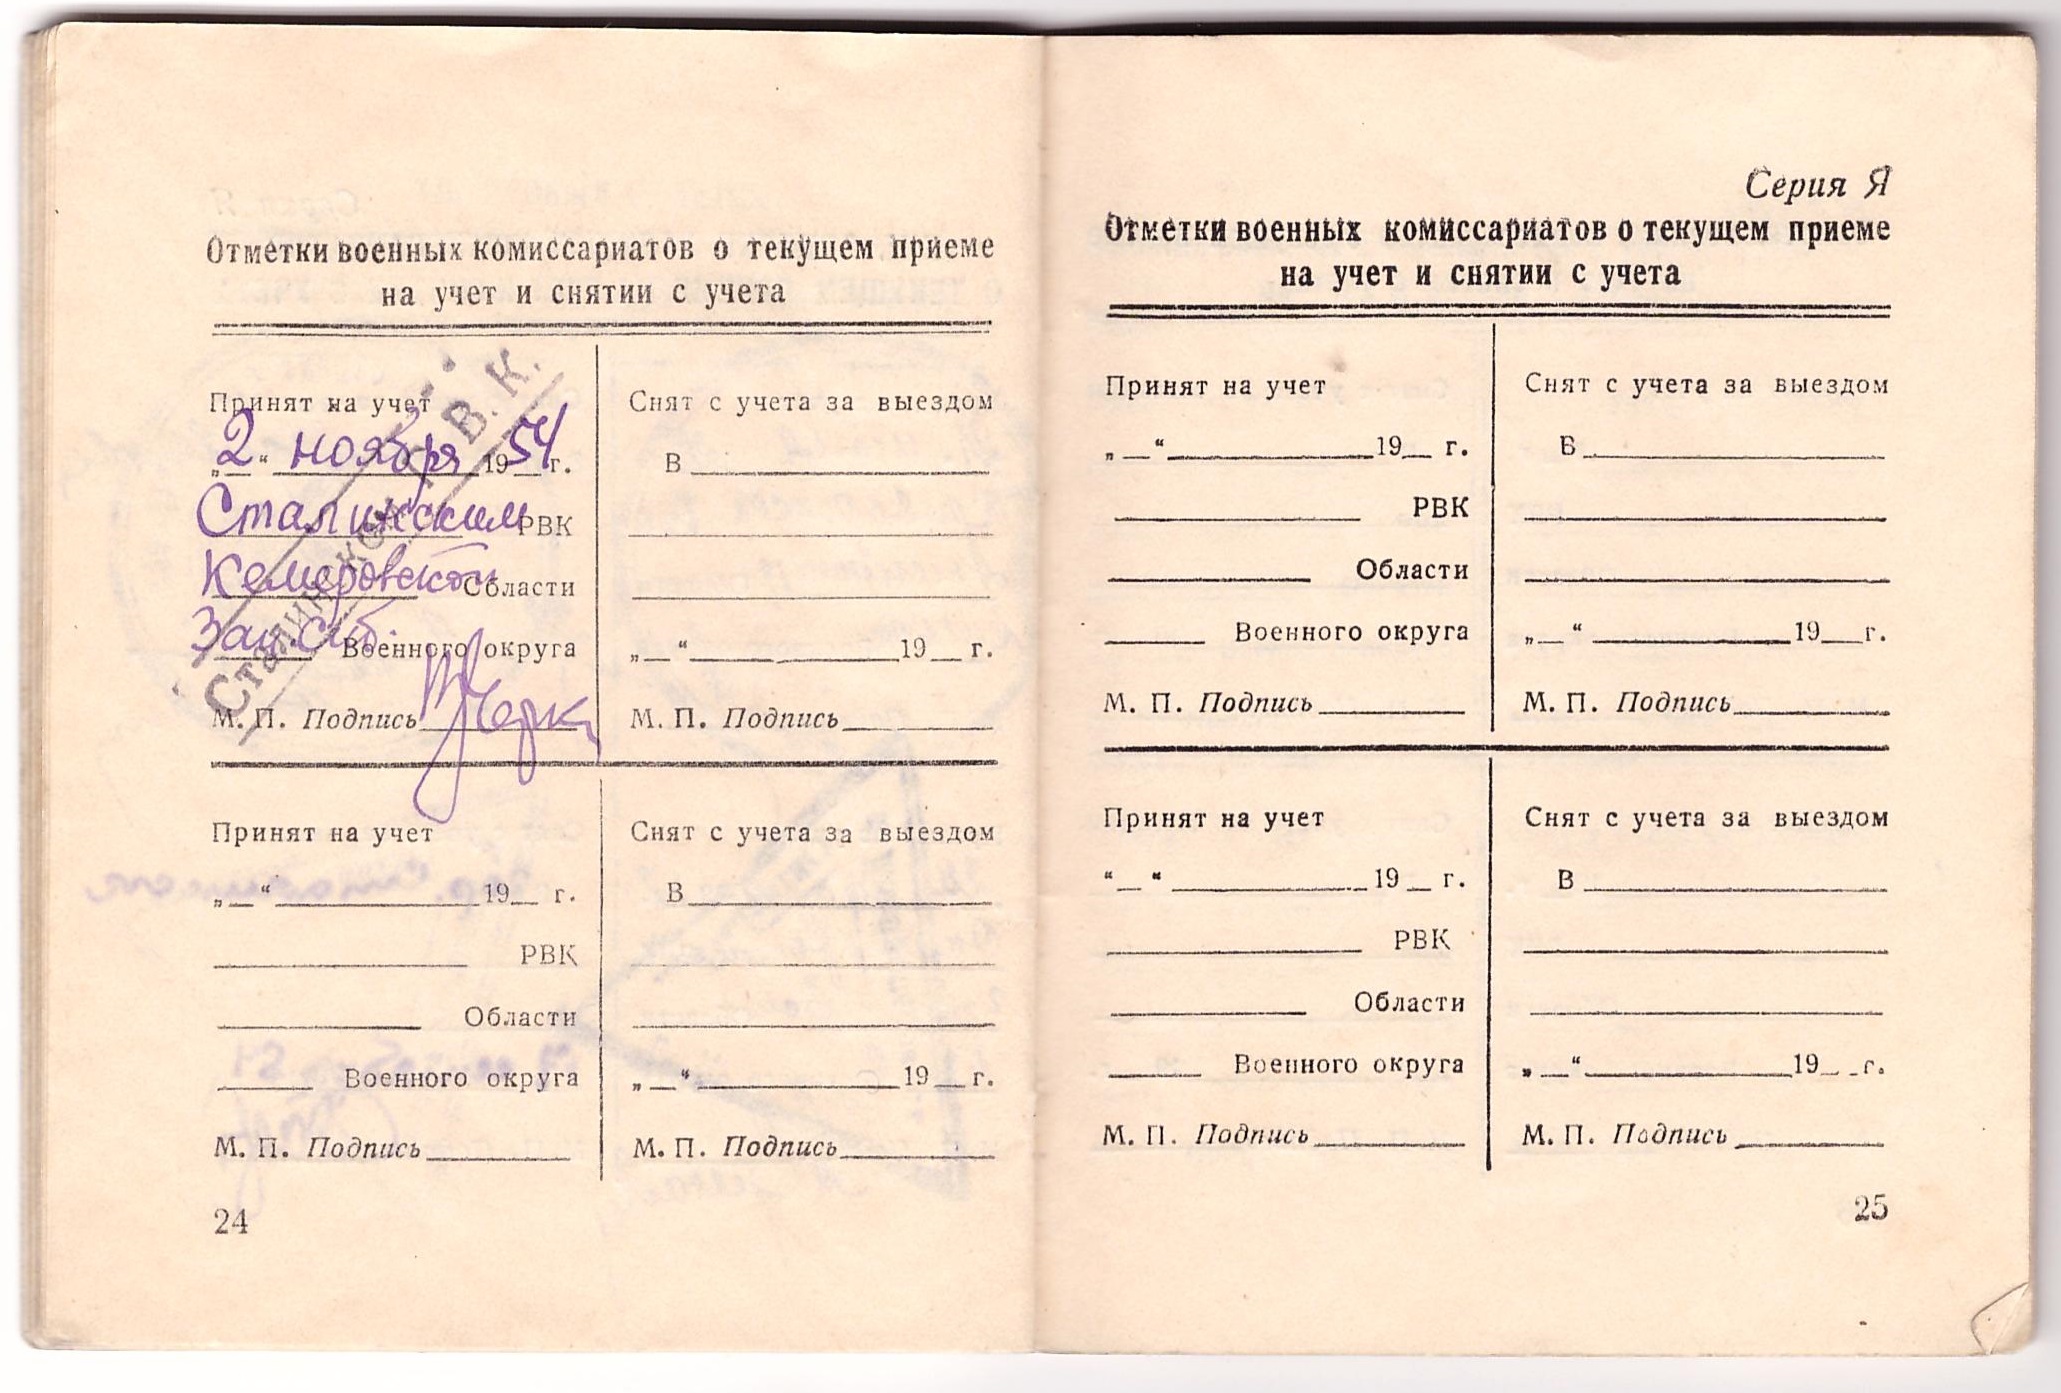 Отметки военных комиссариатов о текущем приеме
на учет и снятии с учета
Принят на учет
„2“ ноября 1954 г.
Сталинским РВК
Кемеровской Области
Зап.Сиб. Военного округа
М. П. Подпись
Г. В. К.
Снят с учета за выездом
В
„ “ 19 г.
М. П. Подпись
Принят на учет
„ “ 19 г.
РВК
Области
Военного округа
М. П. Подпись
Снят с учета за выездом
В
„ “ 19 г.
М. П. Подпись
24
Серия Я
Отметки военных комиссариатов о текущем приеме
на учет и снятии с учета
Принят на учет
„ “ 19 г.
РВК
Области
Военного округа
М. П. Подпись
Снят с учета за выездом
В
„ “ 19 г.
М. П. Подпись
Принят на учет
“ “ 19 г.
РВК
Области
Военного округа
М. П. Подпись
Снят с учета за выездом
В
„ “ 19 г.
М. П. Подпись
25